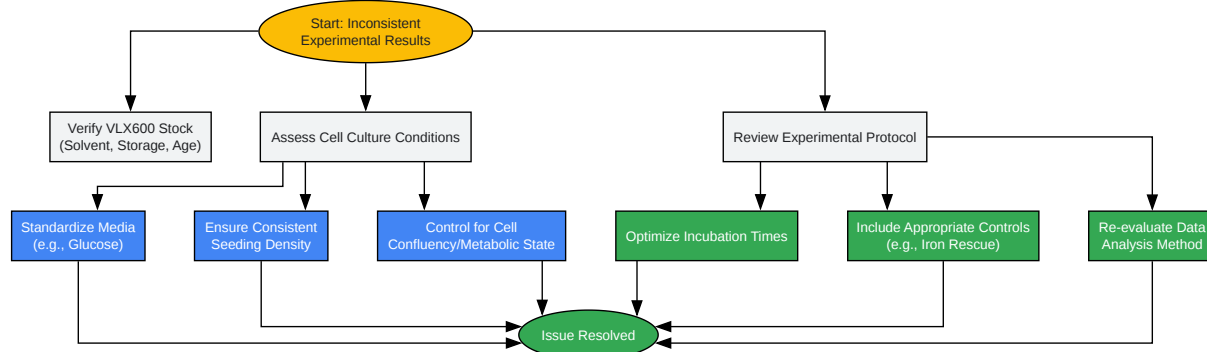 Start: Inconsistent
Experimental Results
Verify VLX600 Stock
(Solvent, Storage, Age)
Assess Cell Culture Conditions
Review Experimental Protocol
Standardize Media
(e.g., Glucose)
Ensure Consistent
Seeding Density
Control for Cell
Confluency/Metabolic State
Optimize Incubation Times
Include Appropriate Controls
(e.g., Iron Rescue)
Re-evaluate Data
Analysis Method
Issue Resolved